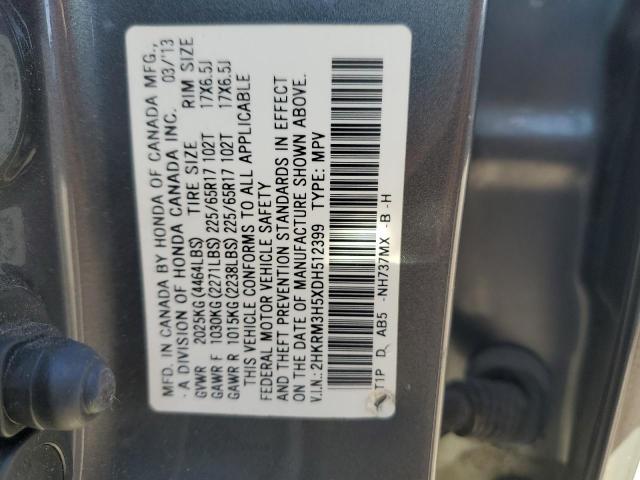 MFD. IN CANADA BY HONDA OF CANADA MFG.,
A DIVISION OF HONDA CANADA INC. 03/'13
GVWR 2025KG (4464LBS) TIRE SIZE RIM SIZE
GAWR F 1030KG (2271LBS) 225/65R17 102T 17X6.5J
GAWR R 1015KG (2238LBS) 225/65R17 102T 17X6.5J
THIS VEHICLE CONFORMS TO ALL APPLICABLE
FEDERAL MOTOR VEHICLE SAFETY
AND THEFT PREVENTION STANDARDS IN EFFECT
ON THE DATE OF MANUFACTURE SHOWN ABOVE.
V.I.N.: 2HKRM3H5XDH512399 TYPE: MPV
T1P D AB5 -NH737MX -B -H